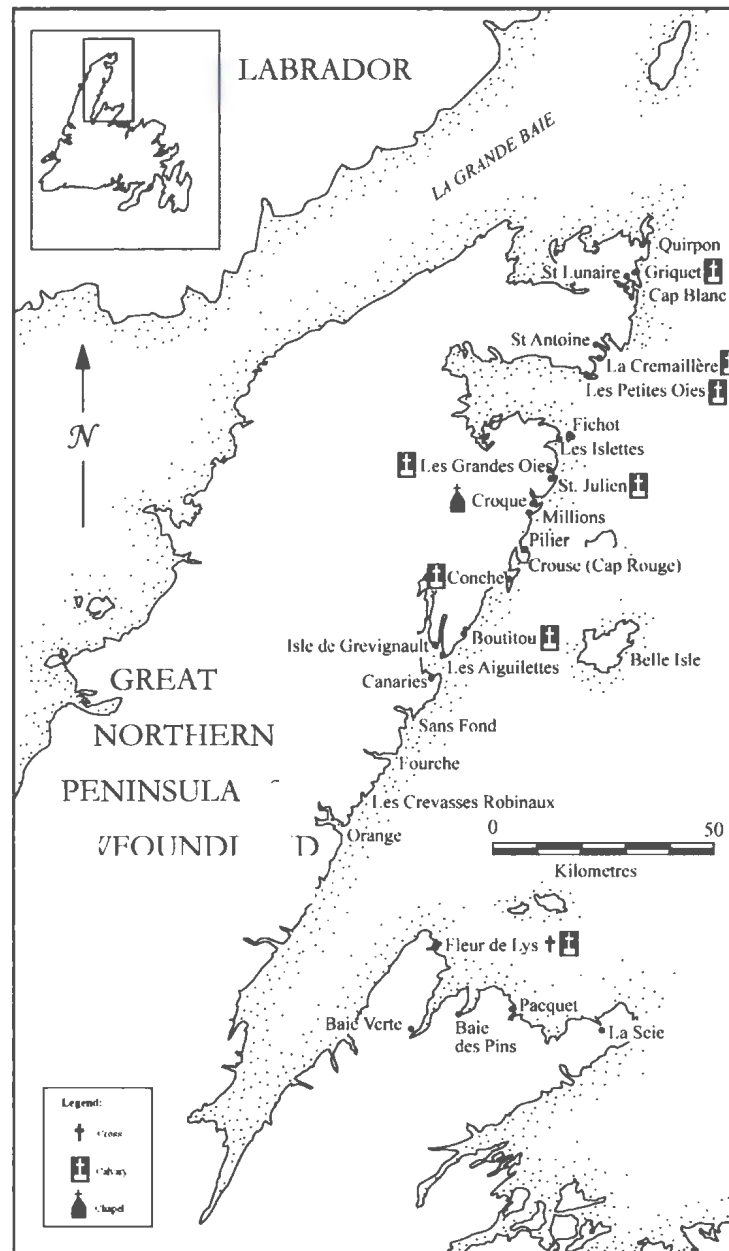 LABRADOR
LA GRANDE BAIE
Quirpon
St Lunaire
Griquet
Cap Blanc
St Antoine
La Cremaillère
Les Petites Oies
N
Fichot
Les Islettes
Les Grandes Oies
St. Julien
Croque
Millions
Pilier
Crouse (Cap Rouge)
Conche
Boutitou
Isle de Grevignault
Les Aiguilettes
Belle Isle
Canaries
GREAT
NORTHERN
PENINSULA
Sans Fond
Fourche
Les Crevasses Robinaux
Orange
0 50
Kilometres
Fleur de Lys
Pacquet
Baie Verte
Baie
des Pins
La Scie
Legend:
Cross
Calvary
Chapel